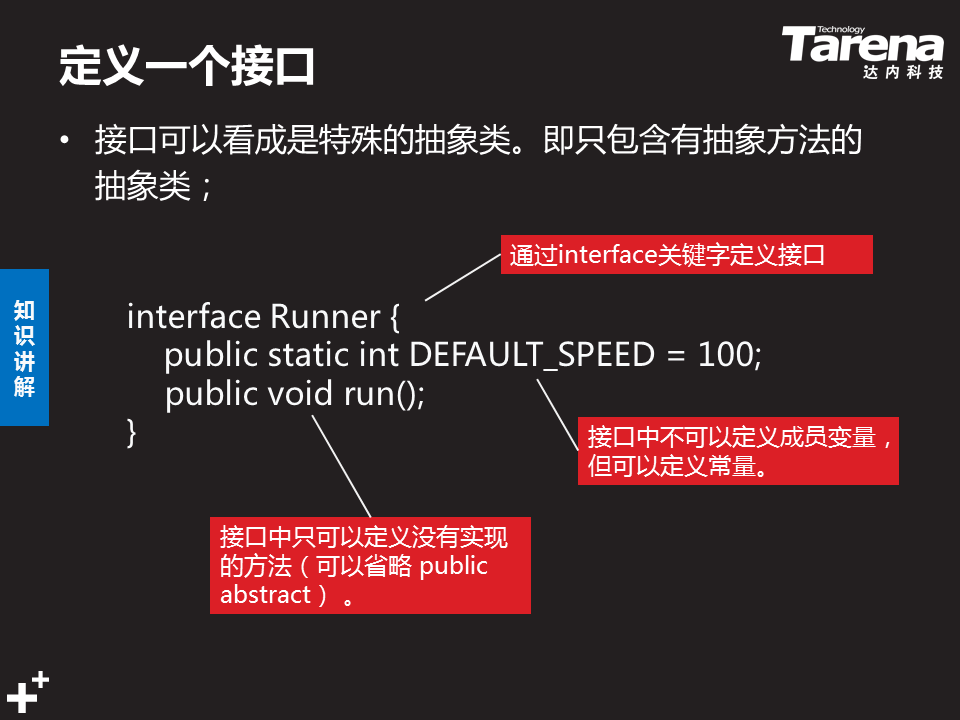 定义一个接口
Technology
Tarena
达内科技
• 接口可以看成是特殊的抽象类。即只包含有抽象方法的
抽象类；
通过interface关键字定义接口
知识讲解
interface Runner {
public static int DEFAULT_SPEED = 100;
public void run();
}
接口中不可以定义成员变量，
但可以定义常量。
接口中只可以定义没有实现
的方法（可以省略 public
abstract）。